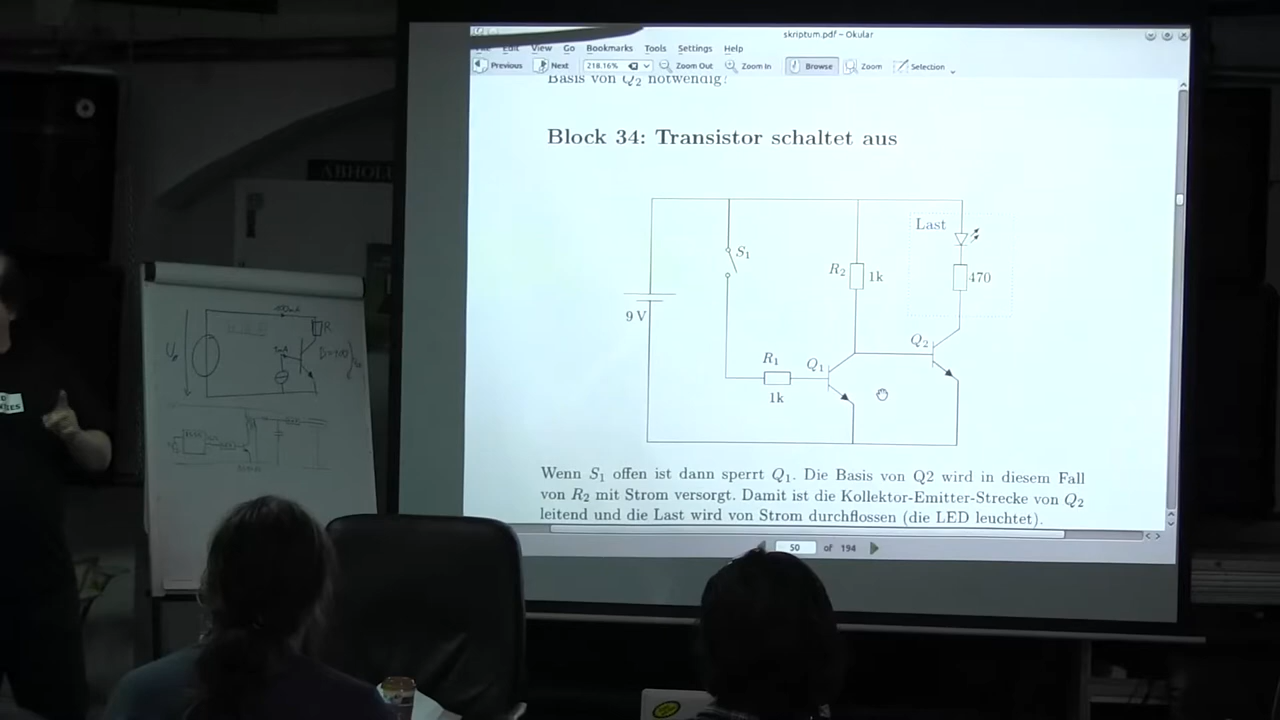 skriptum.pdf – Okular
Edit View Go Bookmarks Tools Settings Help
Previous Next 218.16% Zoom Out Zoom In Browse Zoom Selection
Basis von Q₂ notwendig?
Block 34: Transistor schaltet aus
Last
S₁
R₂ 1k
470
9 V
Q₂
R₁
Q₁
1k
Wenn S₁ offen ist dann sperrt Q₁. Die Basis von Q2 wird in diesem Fall
von R₂ mit Strom versorgt. Damit ist die Kollektor-Emitter-Strecke von Q₂
leitend und die Last wird von Strom durchflossen (die LED leuchtet).
50 of 194
ABHOL
R